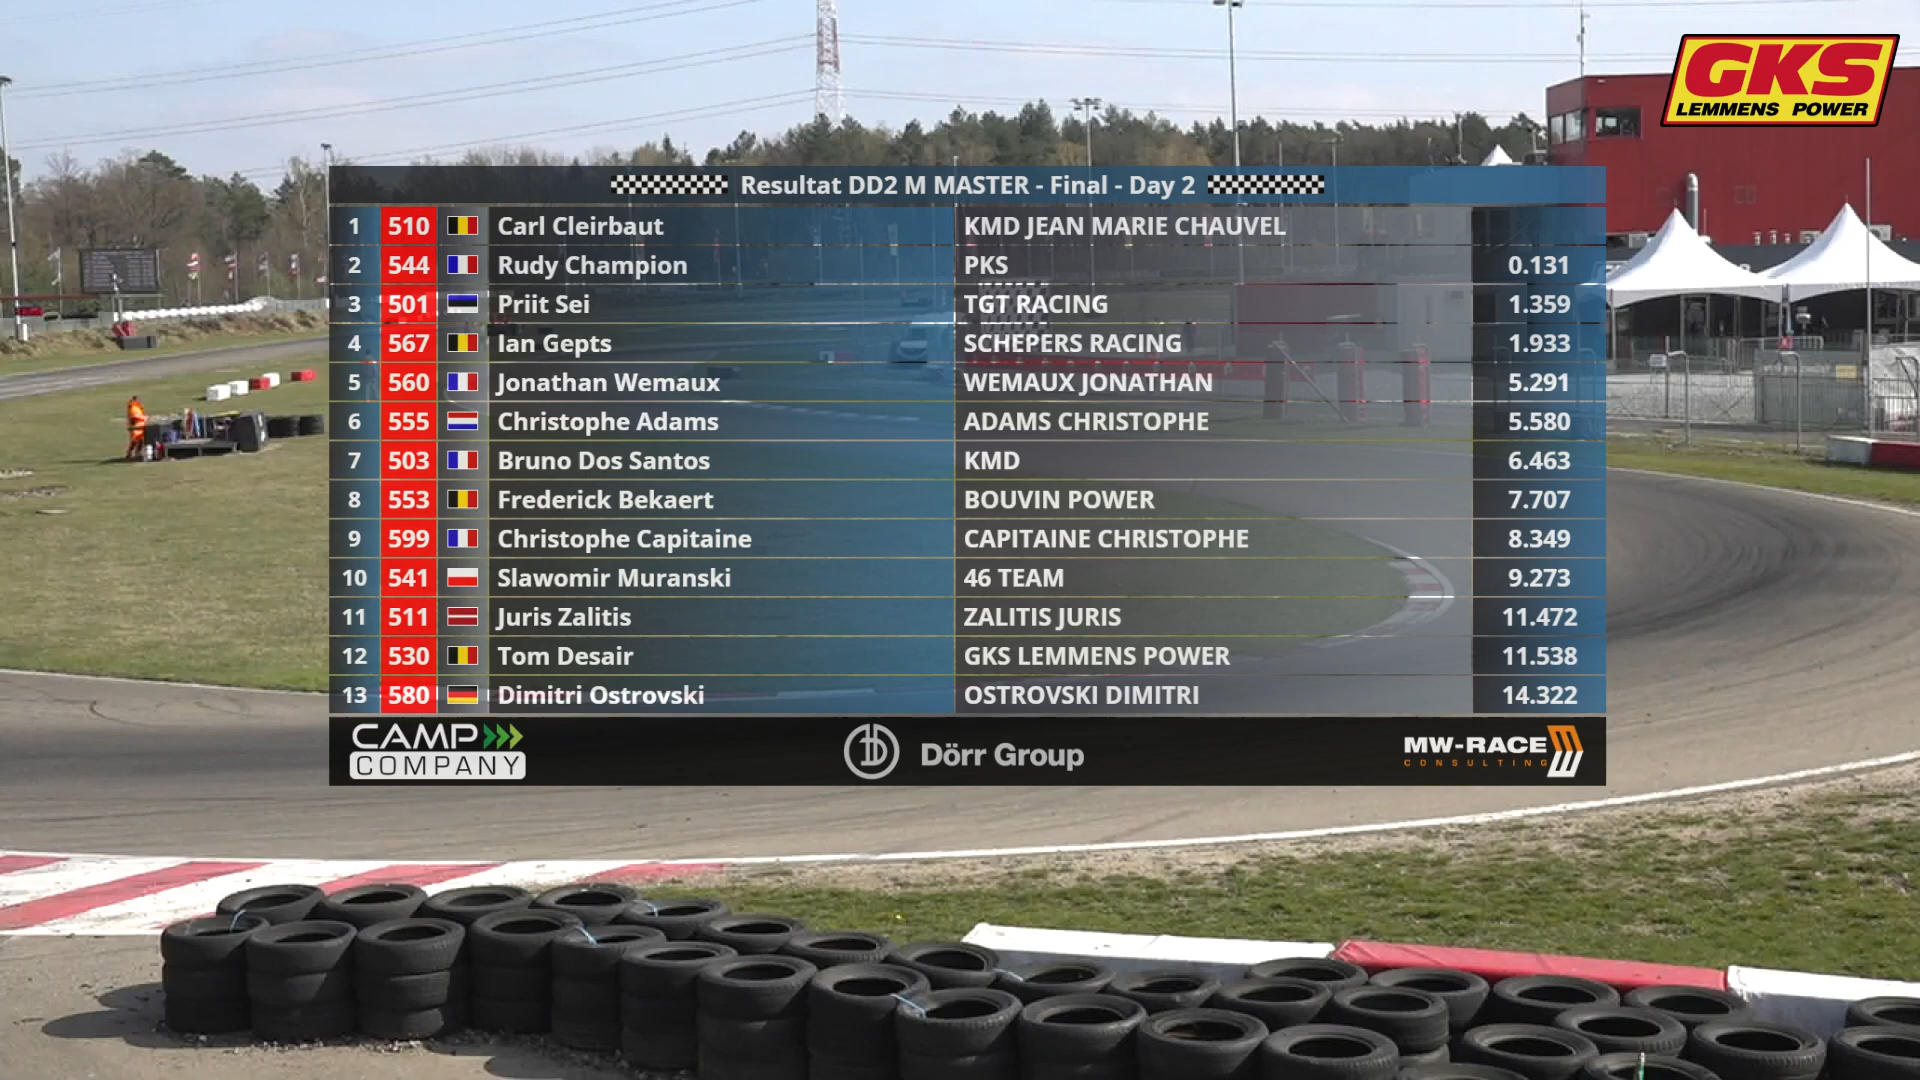 GKS
LEMMENS POWER
Resultat DD2 M MASTER - Final - Day 2
1 510 Carl Cleirbaut KMD JEAN MARIE CHAUVEL
2 544 Rudy Champion PKS 0.131
3 501 Priit Sei TGT RACING 1.359
4 567 Ian Gepts SCHEPERS RACING 1.933
5 560 Jonathan Wemaux WEMAUX JONATHAN 5.291
6 555 Christophe Adams ADAMS CHRISTOPHE 5.580
7 503 Bruno Dos Santos KMD 6.463
8 553 Frederick Bekaert BOUVIN POWER 7.707
9 599 Christophe Capitaine CAPITAINE CHRISTOPHE 8.349
10 541 Slawomir Muranski 46 TEAM 9.273
11 511 Juris Zalitis ZALITIS JURIS 11.472
12 530 Tom Desair GKS LEMMENS POWER 11.538
13 580 Dimitri Ostrovski OSTROVSKI DIMITRI 14.322
CAMP
COMPANY
Dörr Group
MW-RACE
CONSULTING